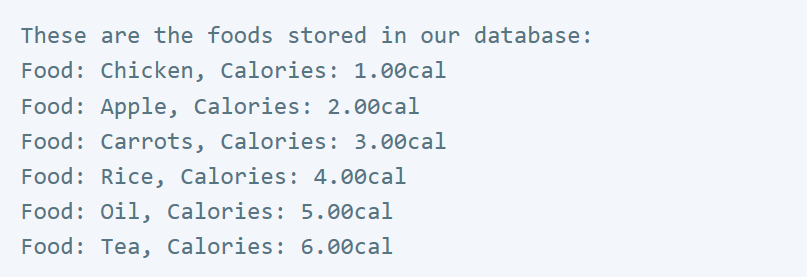 These are the foods stored in our database:
Food: Chicken, Calories: 1.00cal
Food: Apple, Calories: 2.00cal
Food: Carrots, Calories: 3.00cal
Food: Rice, Calories: 4.00cal
Food: Oil, Calories: 5.00cal
Food: Tea, Calories: 6.00cal